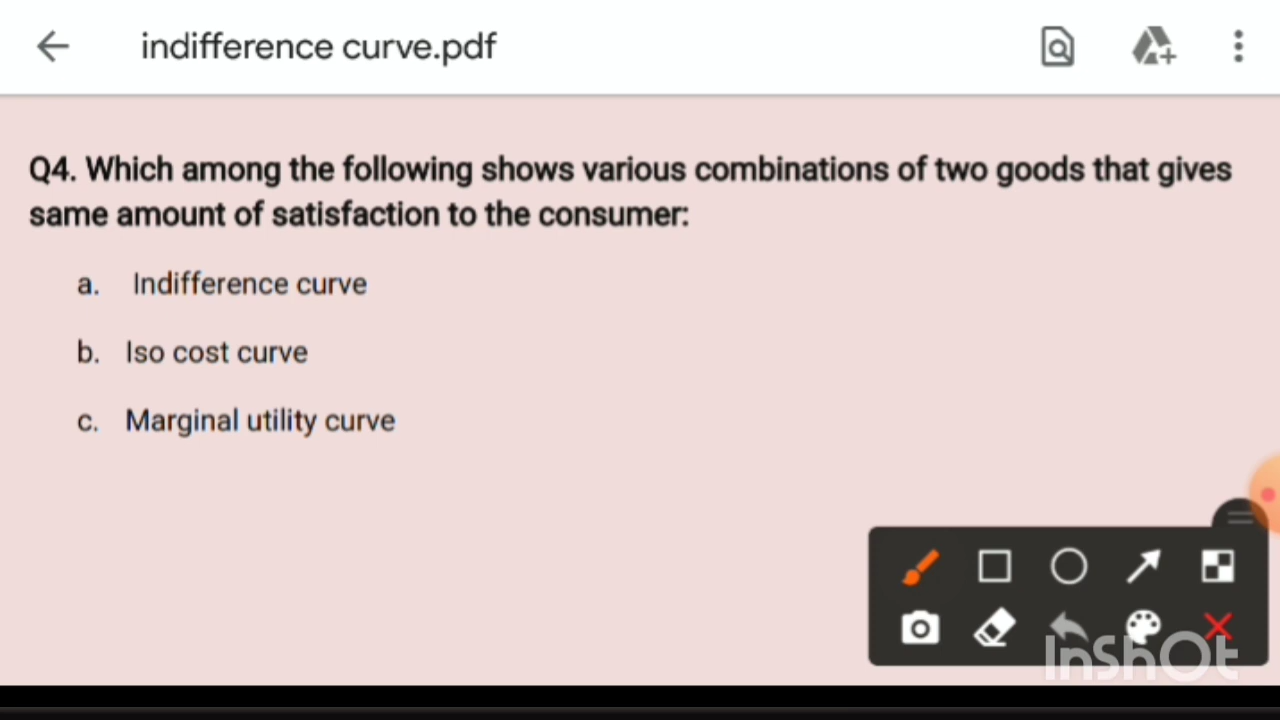 indifference curve.pdf
Q4. Which among the following shows various combinations of two goods that gives
same amount of satisfaction to the consumer:
a. Indifference curve
b. Iso cost curve
c. Marginal utility curve
InShOt